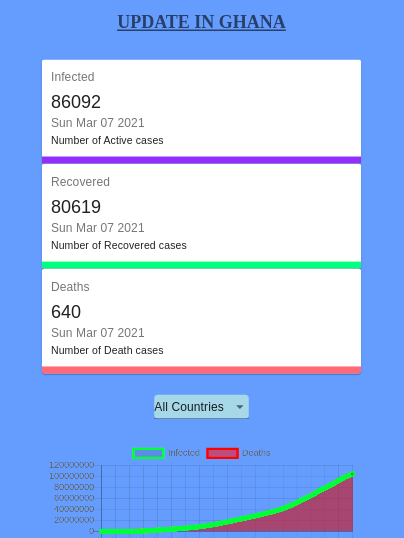 UPDATE IN GHANA
Infected
86092
Sun Mar 07 2021
Number of Active cases
Recovered
80619
Sun Mar 07 2021
Number of Recovered cases
Deaths
640
Sun Mar 07 2021
Number of Death cases
All Countries
Infected Deaths
120000000
100000000
80000000
60000000
40000000
20000000
0